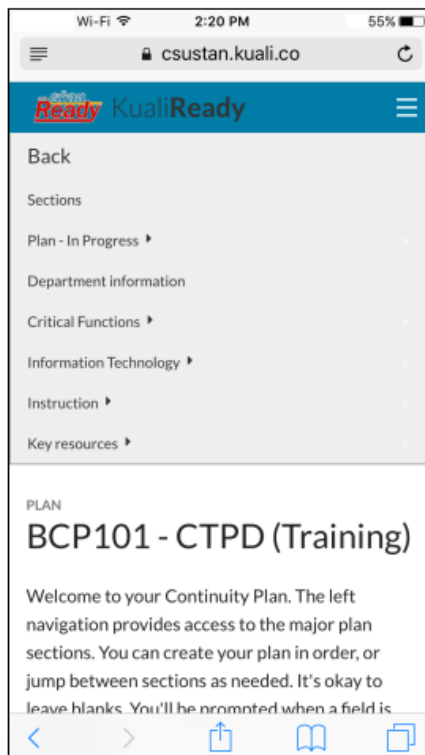 Wi-Fi 2:20 PM 55%
csustan.kuali.co
Ready KualiReady
Back
Sections
Plan - In Progress
Department information
Critical Functions
Information Technology
Instruction
Key resources
PLAN
BCP101 - CTPD (Training)
Welcome to your Continuity Plan. The left
navigation provides access to the major plan
sections. You can create your plan in order, or
jump between sections as needed. It's okay to
leave blanks. You'll be prompted when a field is